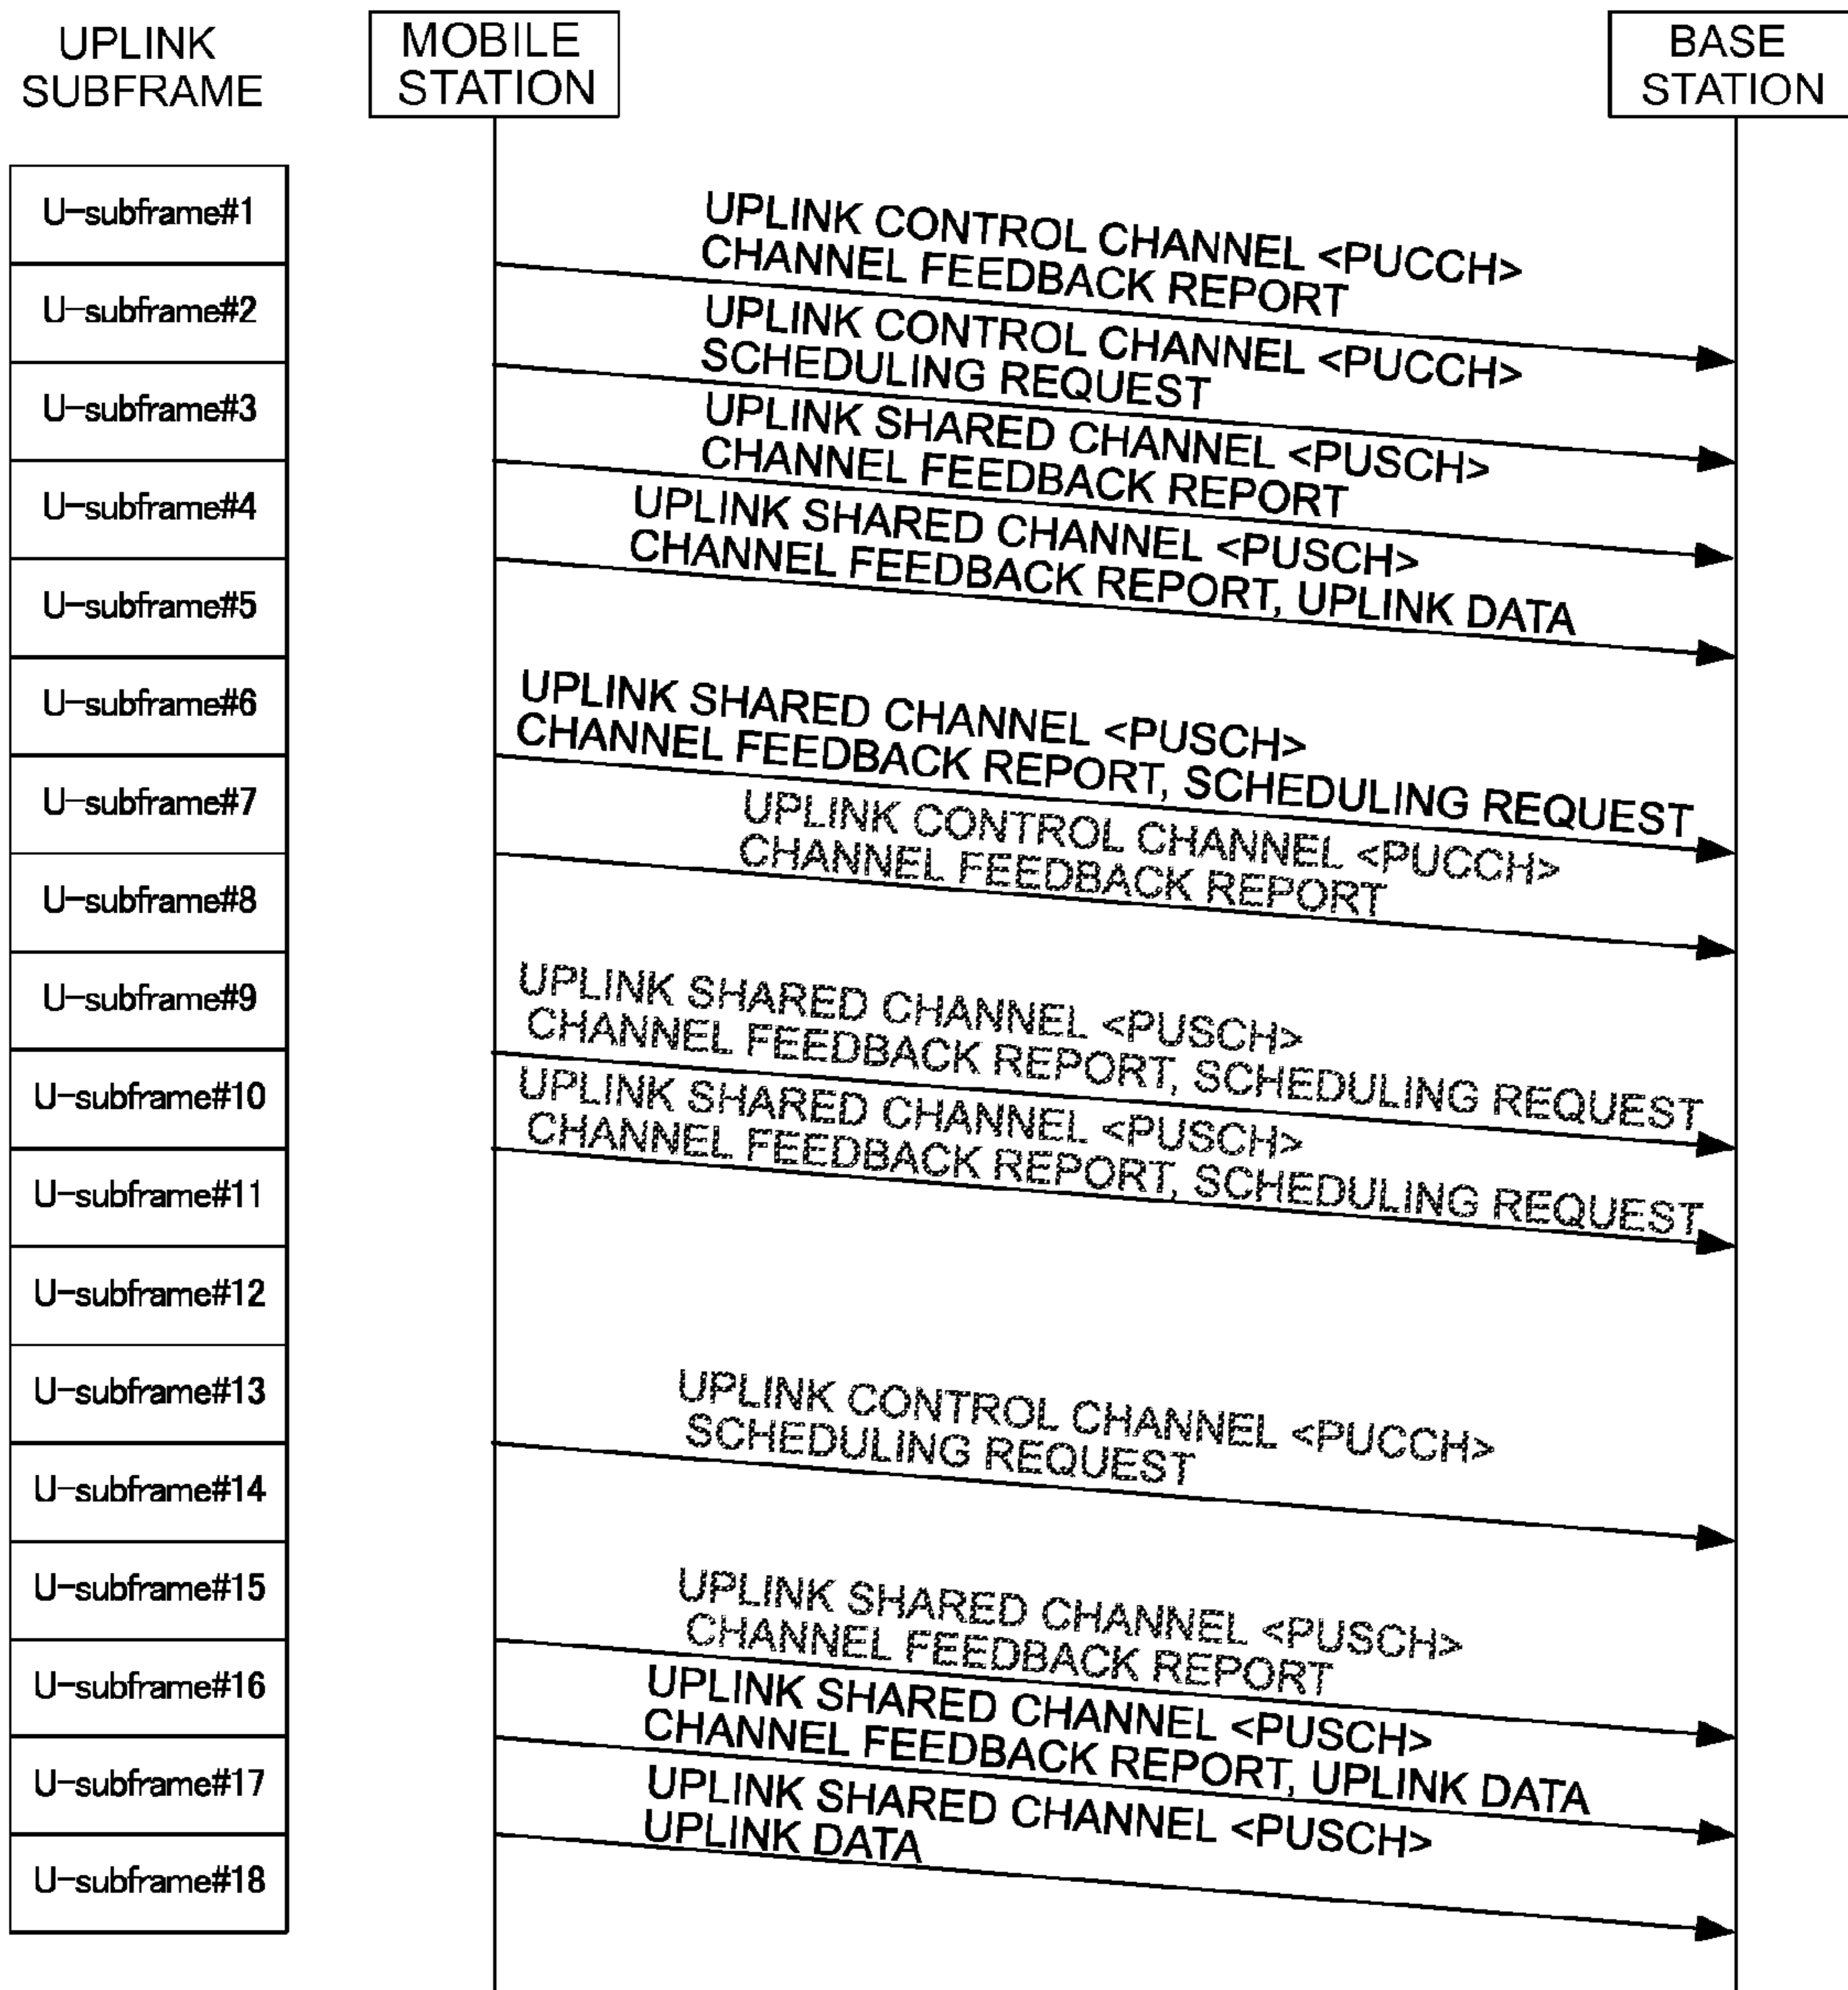 UPLINK
SUBFRAME
MOBILE
STATION
BASE
STATION
U-subframe#1
UPLINK CONTROL CHANNEL <PUCCH>
CHANNEL FEEDBACK REPORT
U-subframe#2
UPLINK CONTROL CHANNEL <PUCCH>
SCHEDULING REQUEST
U-subframe#3
UPLINK SHARED CHANNEL <PUSCH>
CHANNEL FEEDBACK REPORT
U-subframe#4
UPLINK SHARED CHANNEL <PUSCH>
CHANNEL FEEDBACK REPORT, UPLINK DATA
U-subframe#5
U-subframe#6
UPLINK SHARED CHANNEL <PUSCH>
CHANNEL FEEDBACK REPORT, SCHEDULING REQUEST
U-subframe#7
UPLINK CONTROL CHANNEL <PUCCH>
CHANNEL FEEDBACK REPORT
U-subframe#8
U-subframe#9
UPLINK SHARED CHANNEL <PUSCH>
CHANNEL FEEDBACK REPORT, SCHEDULING REQUEST
U-subframe#10
UPLINK SHARED CHANNEL <PUSCH>
CHANNEL FEEDBACK REPORT, SCHEDULING REQUEST
U-subframe#11
U-subframe#12
U-subframe#13
UPLINK CONTROL CHANNEL <PUCCH>
SCHEDULING REQUEST
U-subframe#14
U-subframe#15
UPLINK SHARED CHANNEL <PUSCH>
CHANNEL FEEDBACK REPORT
U-subframe#16
UPLINK SHARED CHANNEL <PUSCH>
CHANNEL FEEDBACK REPORT, UPLINK DATA
U-subframe#17
UPLINK SHARED CHANNEL <PUSCH>
UPLINK DATA
U-subframe#18